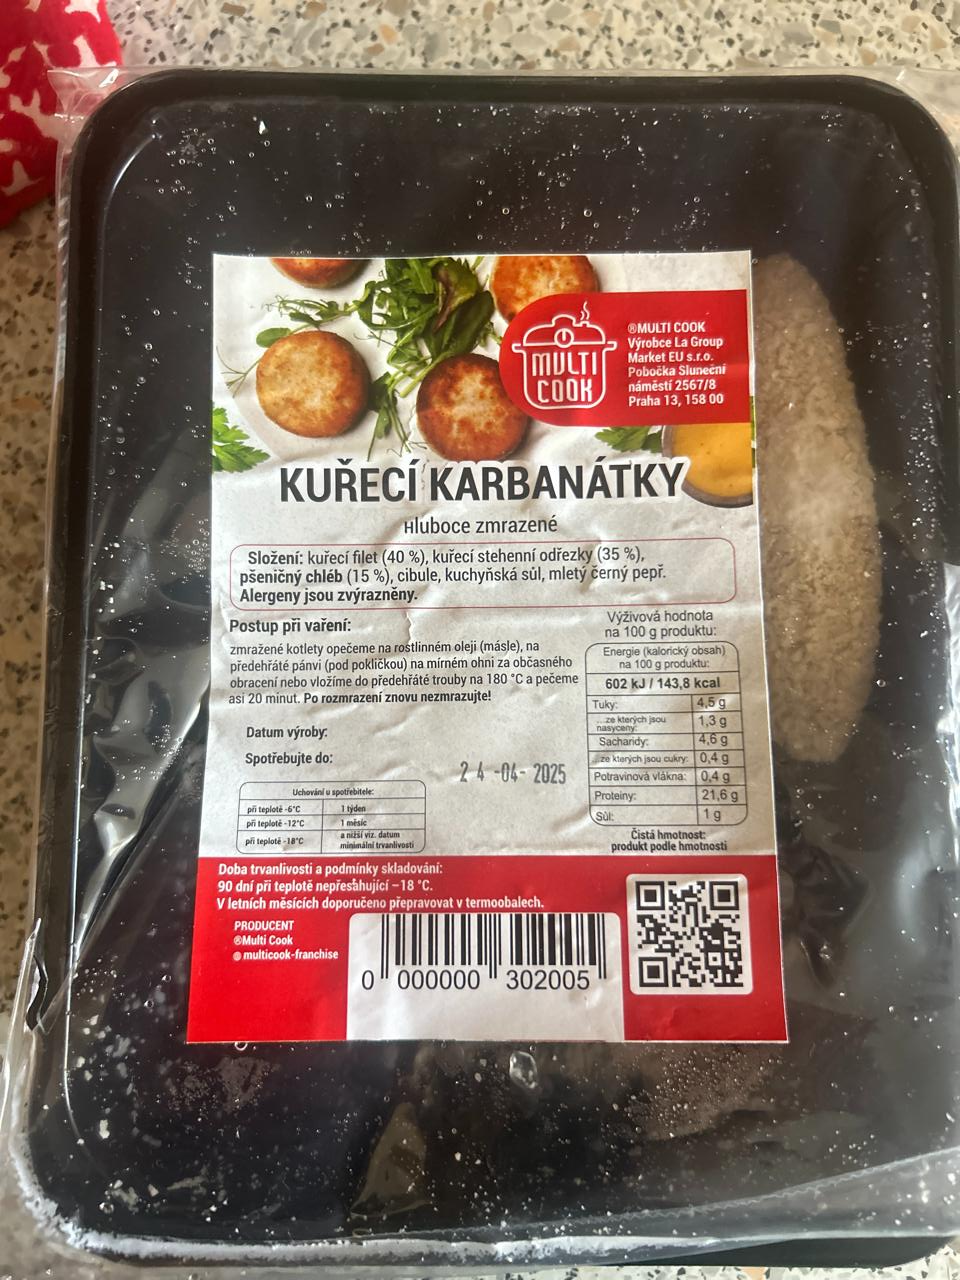 MULTI
COOK
®MULTI COOK
Výrobce La Group
Market EU s.r.o.
Pobočka Sluneční
náměstí 2567/8
Praha 13, 158 00
KUŘECÍ KARBANÁTKY
Hluboce zmrazené
Složení: kuřecí filet (40 %), kuřecí stehenní odřezky (35 %),
pšeničný chléb (15 %), cibule, kuchyňská sůl, mletý černý pepř.
Alergeny jsou zvýrazněny.
Postup při vaření:
zmražené kotlety opečeme na rostlinném oleji (másle), na
předehřáté pánvi (pod pokličkou) na mírném ohni za občasného
obracení nebo vložíme do předehřáté trouby na 180 °C a pečeme
asi 20 minut. Po rozmrazení znovu nezmrazujte!
Výživová hodnota
na 100 g produktu:
Energie (kalorický obsah)
na 100 g produktu:
602 kJ / 143,8 kcal
Tuky: 4,5 g
...ze kterých jsou nasyceny: 1,3 g
Sacharidy: 4,6 g
...ze kterých jsou cukry: 0,4 g
Potravinová vlákna: 0,4 g
Proteiny: 21,6 g
Sůl: 1 g
Čistá hmotnost:
produkt podle hmotnosti
Datum výroby:
Spotřebujte do:
24-04-2025
Uchování u spotřebitele:
při teplotě -6°C 1 týden
při teplotě -12°C 1 měsíc
při teplotě -18°C a nižší viz. datum minimální trvanlivosti
Doba trvanlivosti a podmínky skladování:
90 dní při teplotě nepřesahující –18 °C.
V letních měsících doporučeno přepravovat v termoobalech.
PRODUCENT
®Multi Cook
@multicook-franchise
0 000000 302005